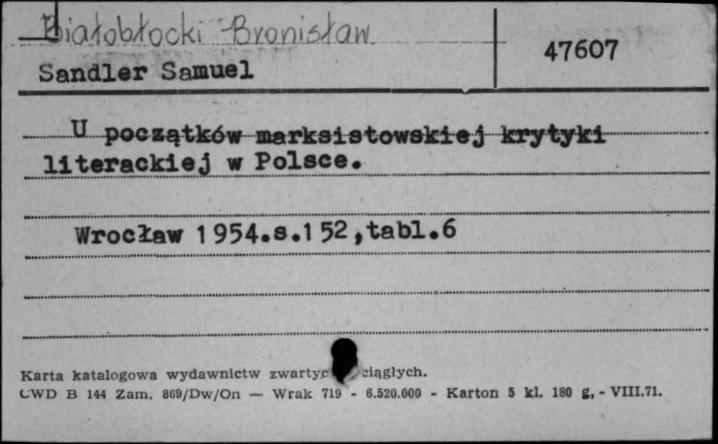 Białobłocki Bronisław
47607
Sandler Samuel
U początków marksistowskiej krytyki
literackiej w Polsce.
Wrocław 1954.s.152,tabl.6
Karta katalogowa wydawnictw zwartyc ciągłych.
CWD B 144 Zam. 869/Dw/On — Wrak 719 - 6.520.000 - Karton 5 kl. 180 g, - VIII.71.